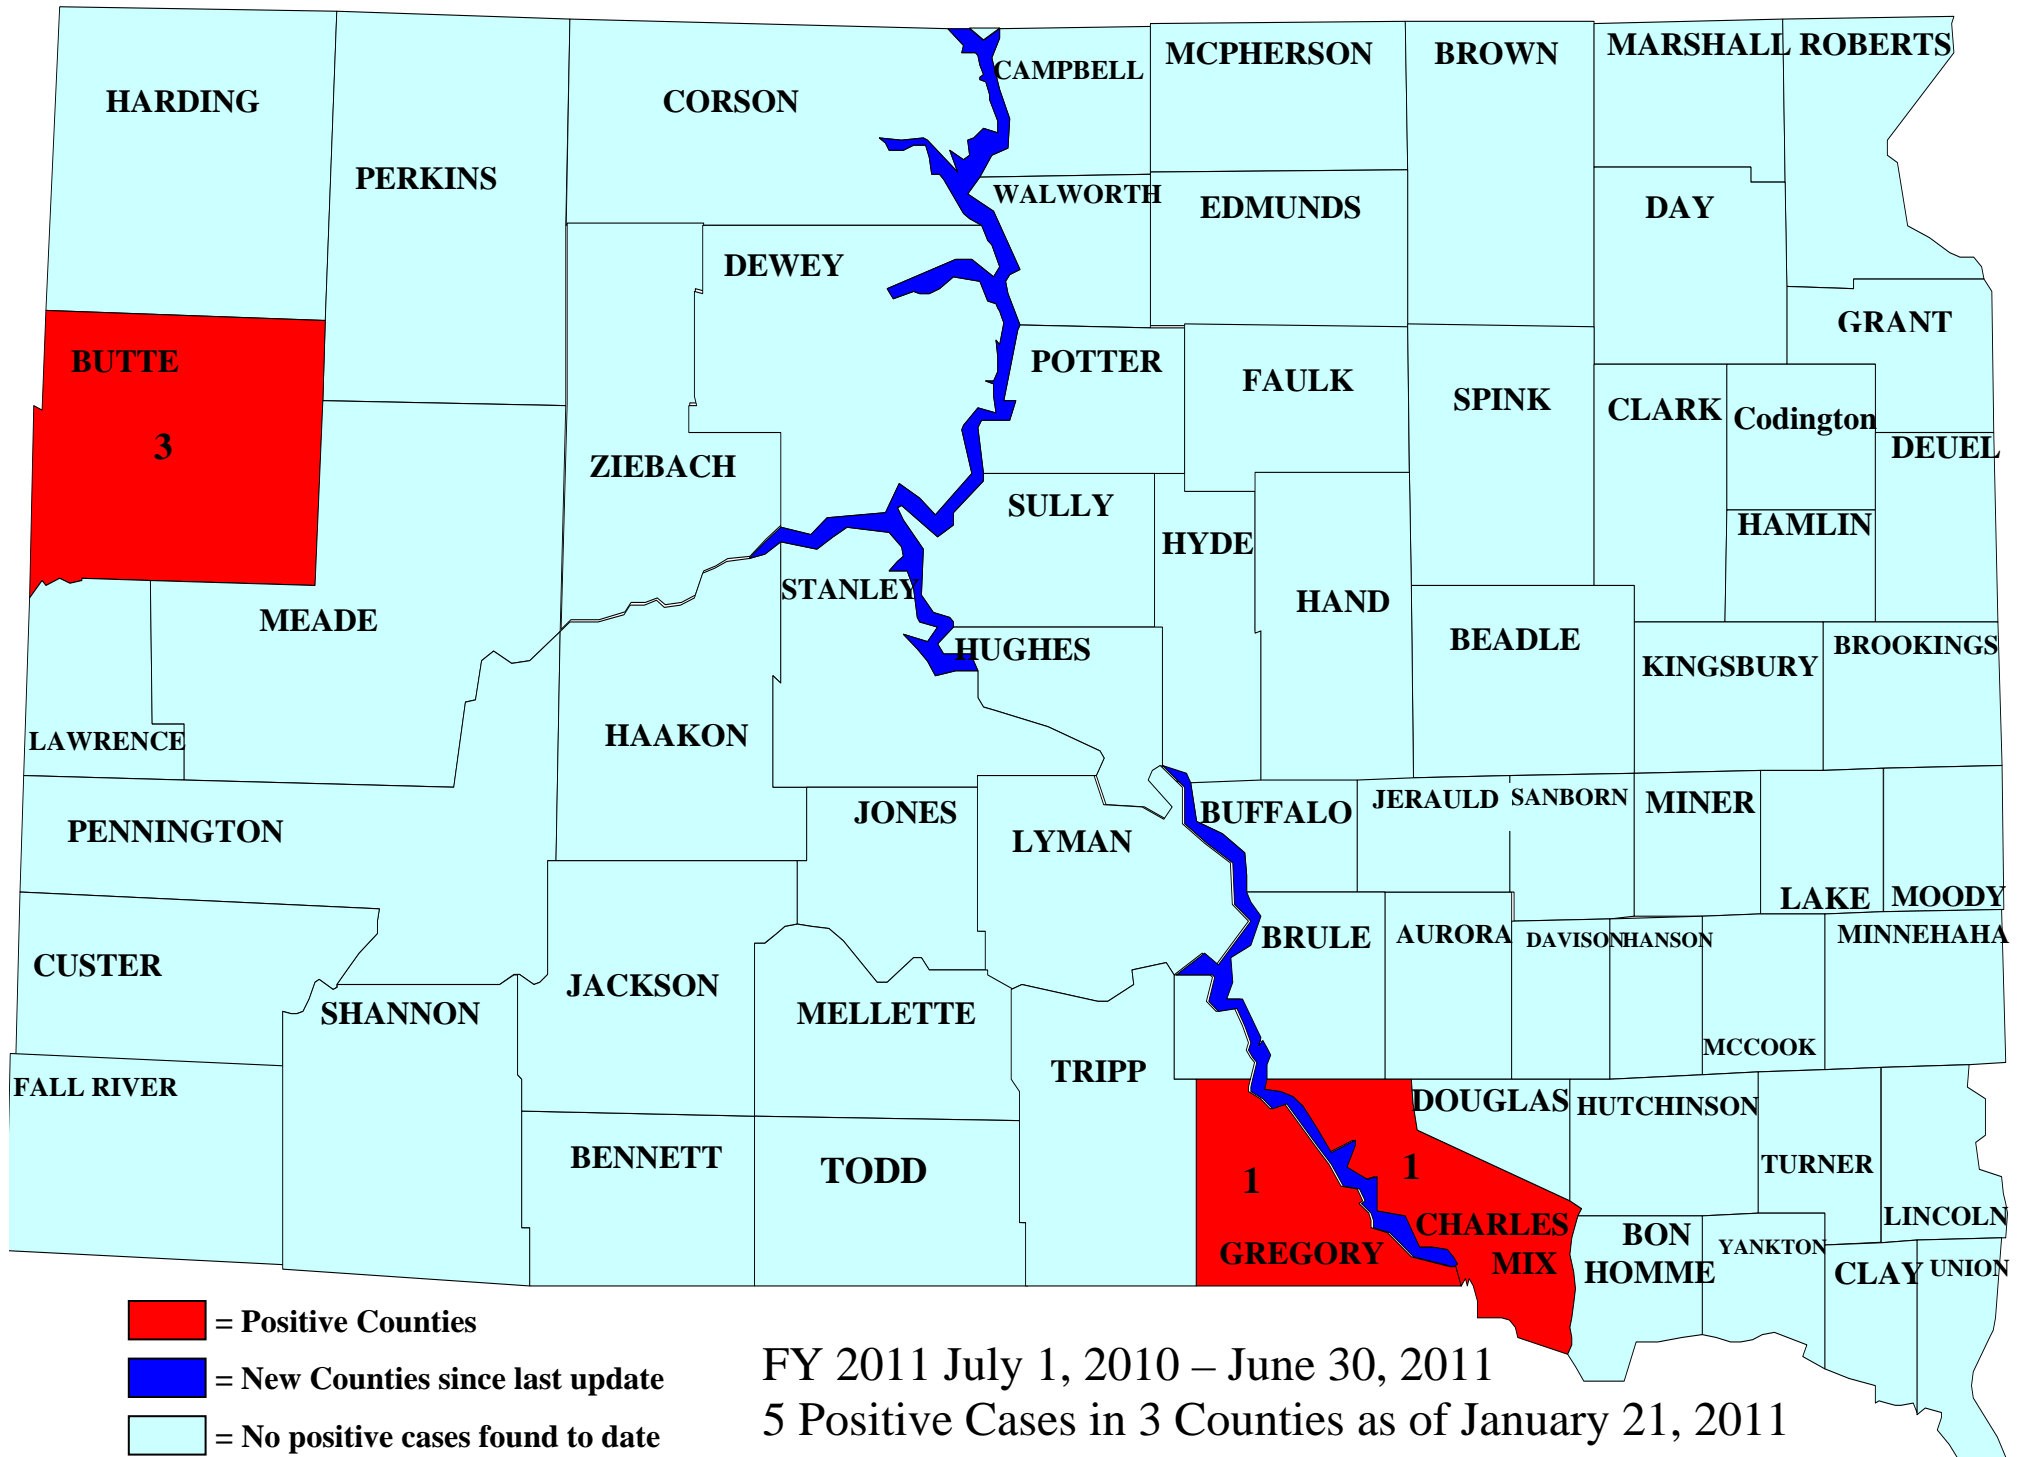 HARDING
PERKINS
CORSON
CAMPBELL
MCPHERSON
BROWN
MARSHALL
ROBERTS
WALWORTH
EDMUNDS
DAY
DEWEY
GRANT
BUTTE
3
POTTER
FAULK
SPINK
CLARK
Codington
DEUEL
ZIEBACH
SULLY
HYDE
HAMLIN
STANLEY
HAND
MEADE
HUGHES
BEADLE
KINGSBURY
BROOKINGS
LAWRENCE
HAAKON
PENNINGTON
JONES
LYMAN
BUFFALO
JERAULD
SANBORN
MINER
LAKE
MOODY
CUSTER
JACKSON
BRULE
AURORA
DAVISON
HANSON
MINNEHAHA
SHANNON
MELLETTE
MCCOOK
FALL RIVER
TRIPP
DOUGLAS
HUTCHINSON
BENNETT
TODD
1
1
TURNER
GREGORY
CHARLES
MIX
BON
HOMME
YANKTON
LINCOLN
CLAY
UNION
= Positive Counties
= New Counties since last update
= No positive cases found to date
FY 2011 July 1, 2010 – June 30, 2011
5 Positive Cases in 3 Counties as of January 21, 2011